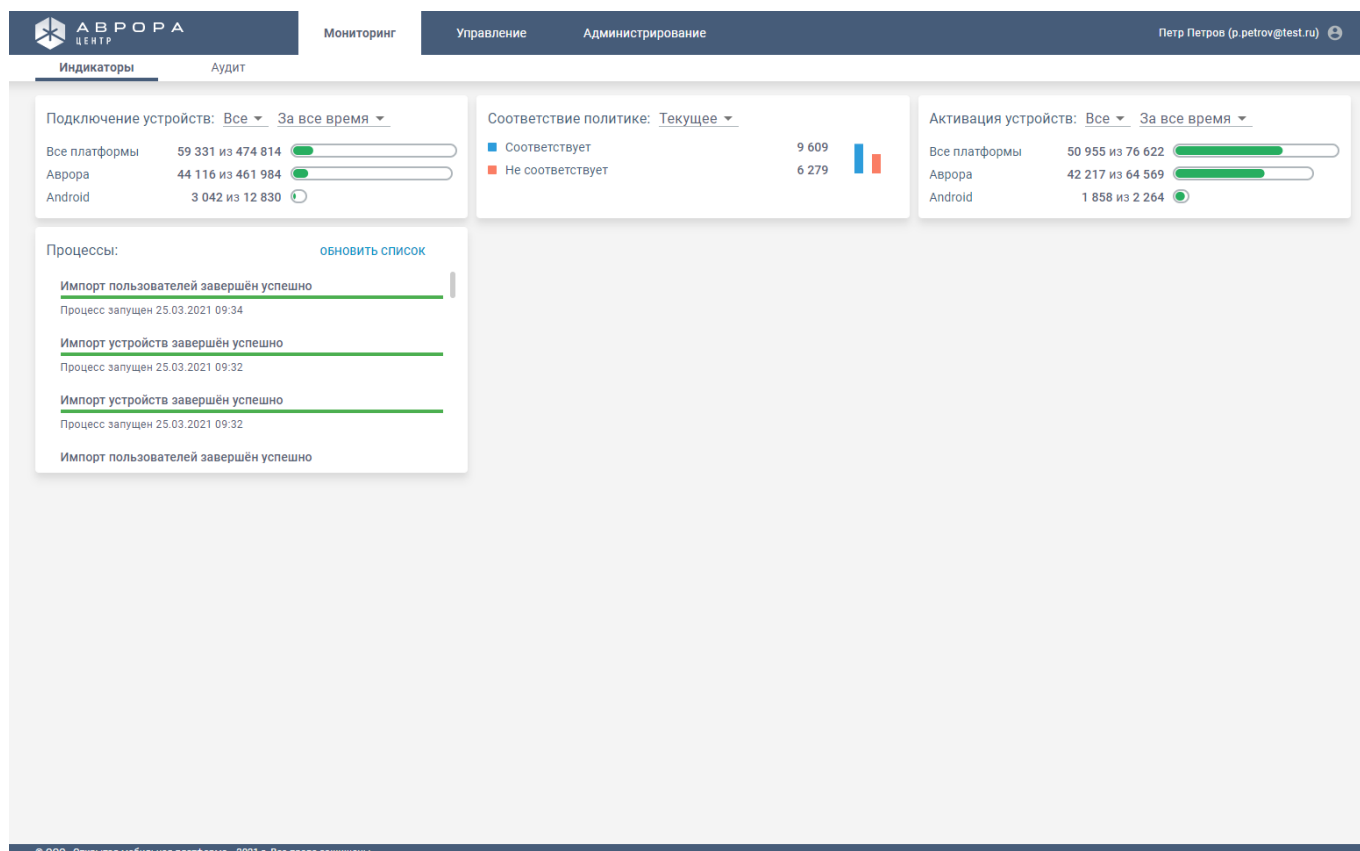 АВРОРА
ЦЕНТР
Мониторинг Управление Администрирование Петр Петров (p.petrov@test.ru)
Индикаторы Аудит
Подключение устройств: Все За все время
Все платформы 59 331 из 474 814
Аврора 44 116 из 461 984
Android 3 042 из 12 830
Соответствие политике: Текущее
Соответствует 9 609
Не соответствует 6 279
Активация устройств: Все За все время
Все платформы 50 955 из 76 622
Аврора 42 217 из 64 569
Android 1 858 из 2 264
Процессы: ОБНОВИТЬ СПИСОК
Импорт пользователей завершён успешно
Процесс запущен 25.03.2021 09:34
Импорт устройств завершён успешно
Процесс запущен 25.03.2021 09:32
Импорт устройств завершён успешно
Процесс запущен 25.03.2021 09:32
Импорт пользователей завершён успешно